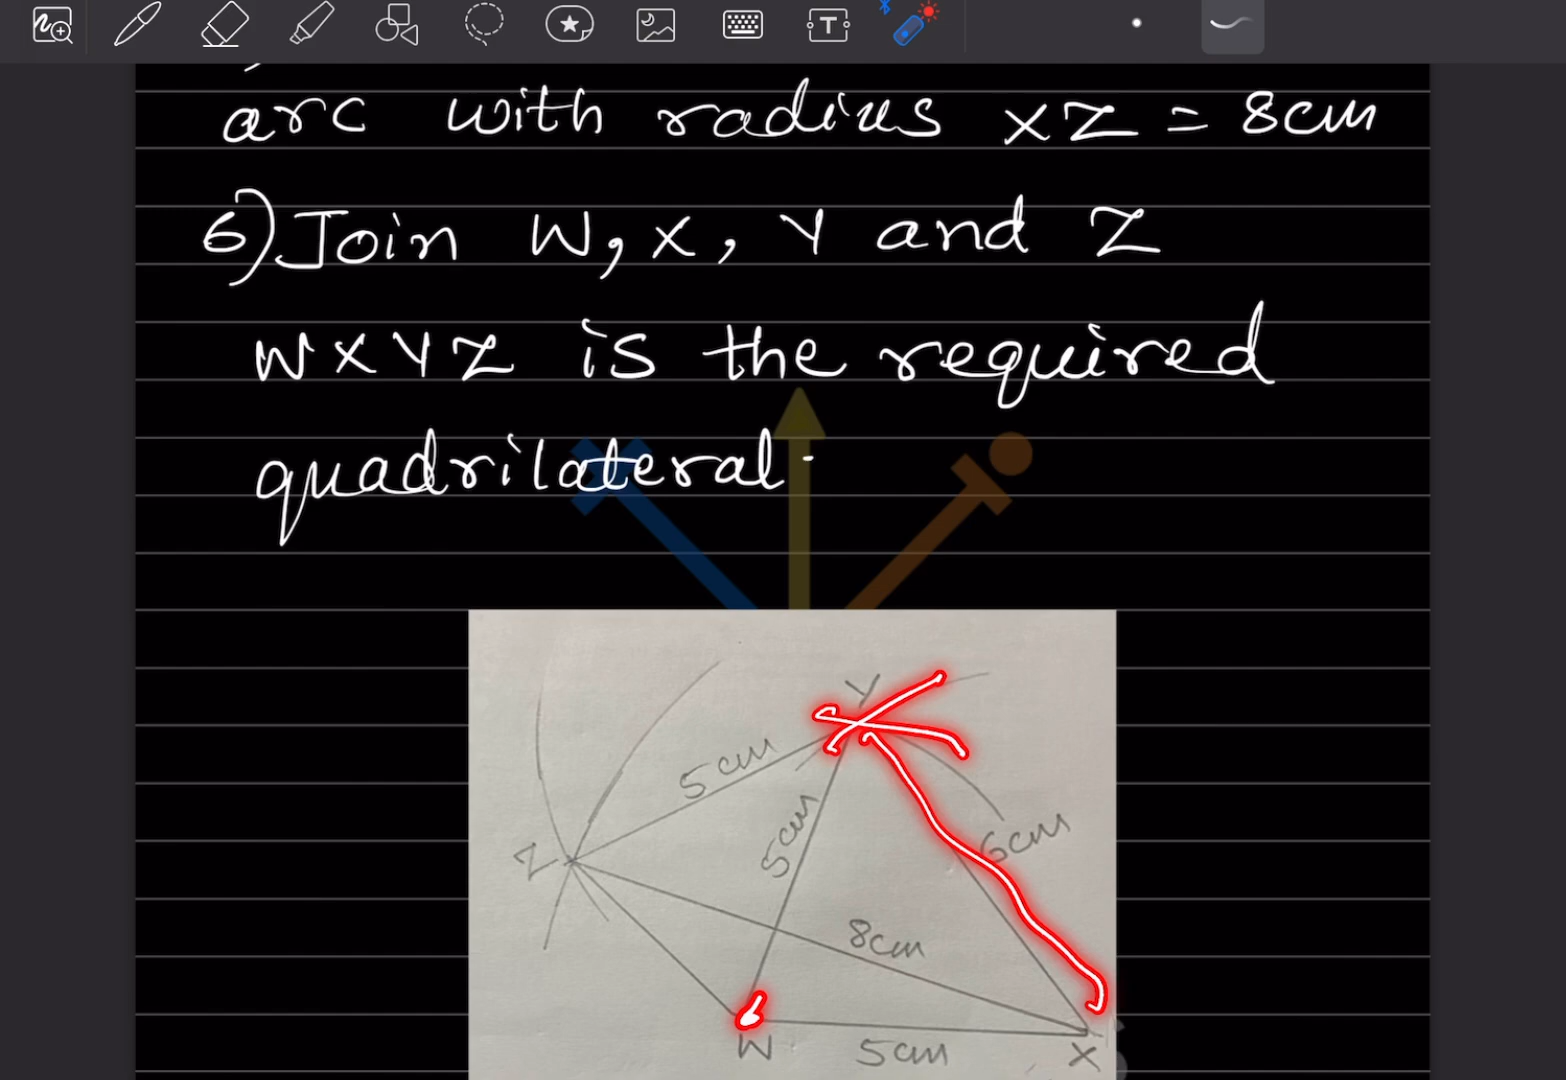 arc with radius XZ = 8cm
6) Join W, X, Y and Z
WXYZ is the required
quadrilateral.
Y
5cm
5cm
6cm
Z
8cm
W
5cm
X